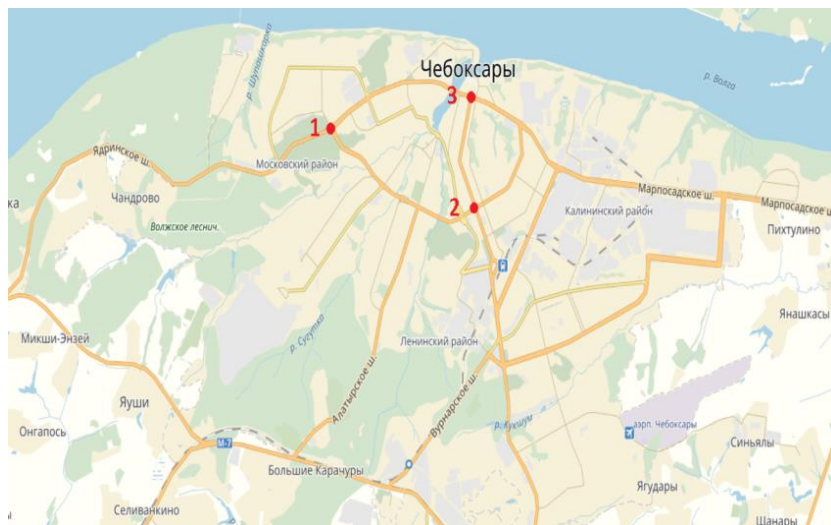 р. Шупашкарка
Чебоксары
р. Волга
3
1
Ядринское ш.
Московский район
Марпосадское ш.
Марпосадское ш
ка
Чандрово
2
Калининский район
Волжское леснич.
Пихтулино
Янашкасы
р. Сугутка
Микши-Энзей
Ленинский район
Яуши
Алатырское ш.
Вурнарское ш.
р. Кукшум
аэрп. Чебоксары
Онгапось
М-7
Синьялы
Большие Карачуры
Ягудары
Селиванкино
Шанары